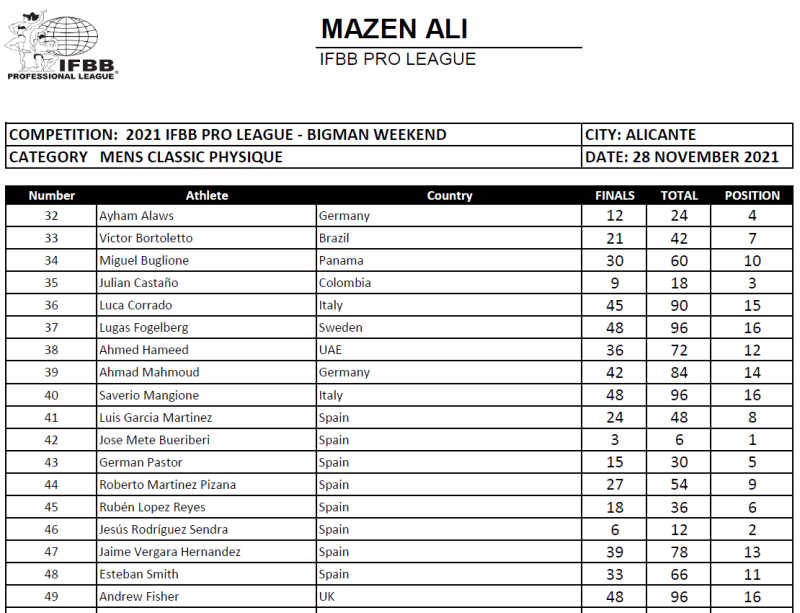 IFBB
PROFESSIONAL LEAGUE
MAZEN ALI
IFBB PRO LEAGUE
COMPETITION: 2021 IFBB PRO LEAGUE - BIGMAN WEEKEND CITY: ALICANTE
CATEGORY MENS CLASSIC PHYSIQUE DATE: 28 NOVEMBER 2021
Number Athlete Country FINALS TOTAL POSITION
32 Ayham Alaws Germany 12 24 4
33 Victor Bortoletto Brazil 21 42 7
34 Miguel Buglione Panama 30 60 10
35 Julian Castaño Colombia 9 18 3
36 Luca Corrado Italy 45 90 15
37 Lugas Fogelberg Sweden 48 96 16
38 Ahmed Hameed UAE 36 72 12
39 Ahmad Mahmoud Germany 42 84 14
40 Saverio Mangione Italy 48 96 16
41 Luis Garcia Martinez Spain 24 48 8
42 Jose Mete Bueriberi Spain 3 6 1
43 German Pastor Spain 15 30 5
44 Roberto Martinez Pizana Spain 27 54 9
45 Rubén Lopez Reyes Spain 18 36 6
46 Jesús Rodríguez Sendra Spain 6 12 2
47 Jaime Vergara Hernandez Spain 39 78 13
48 Esteban Smith Spain 33 66 11
49 Andrew Fisher UK 48 96 16